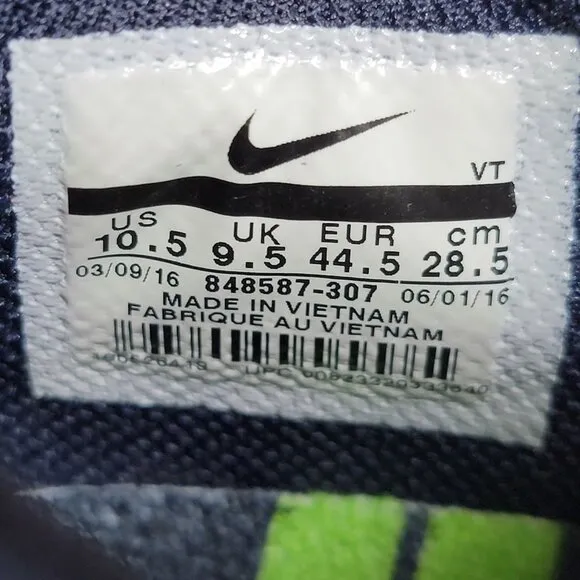 VT
US UK EUR cm
10.5 9.5 44.5 28.5
03/09/16 848587-307 06/01/16
MADE IN VIETNAM
FABRIQUE AU VIETNAM
UPC